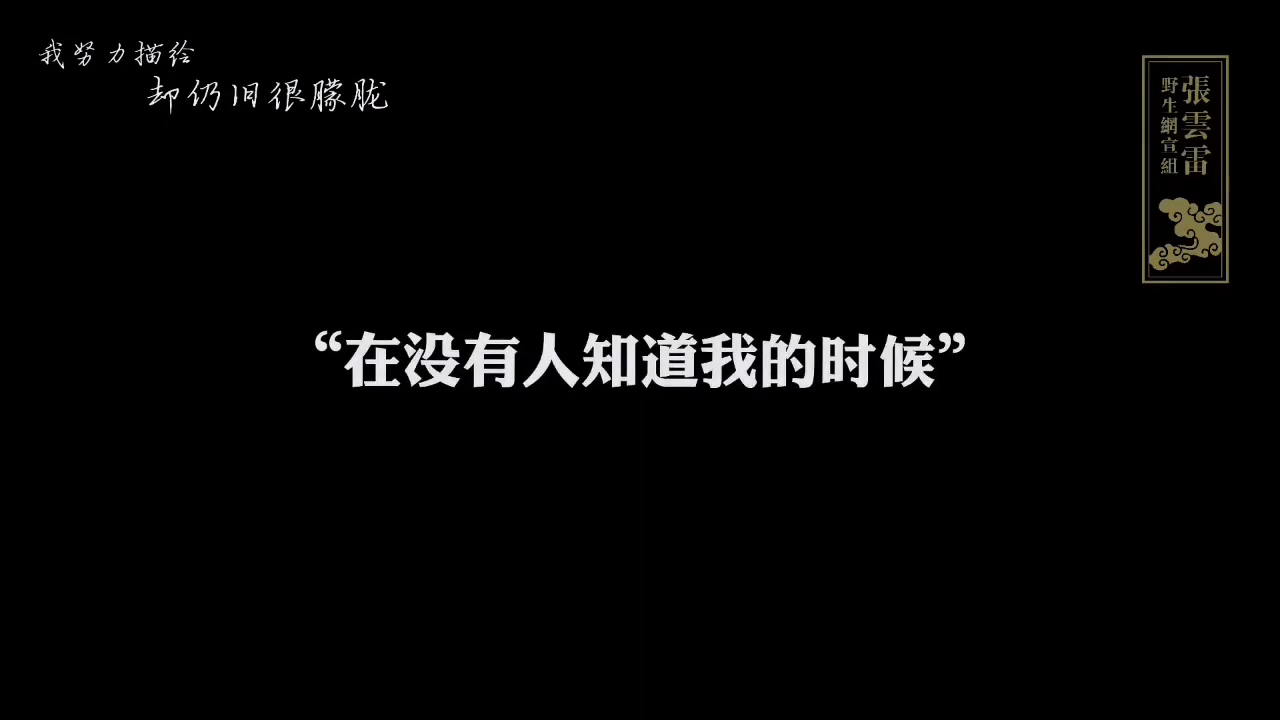 我努力描绘
却仍旧很朦胧
張雲雷
野生網宣組
“在没有人知道我的时候”